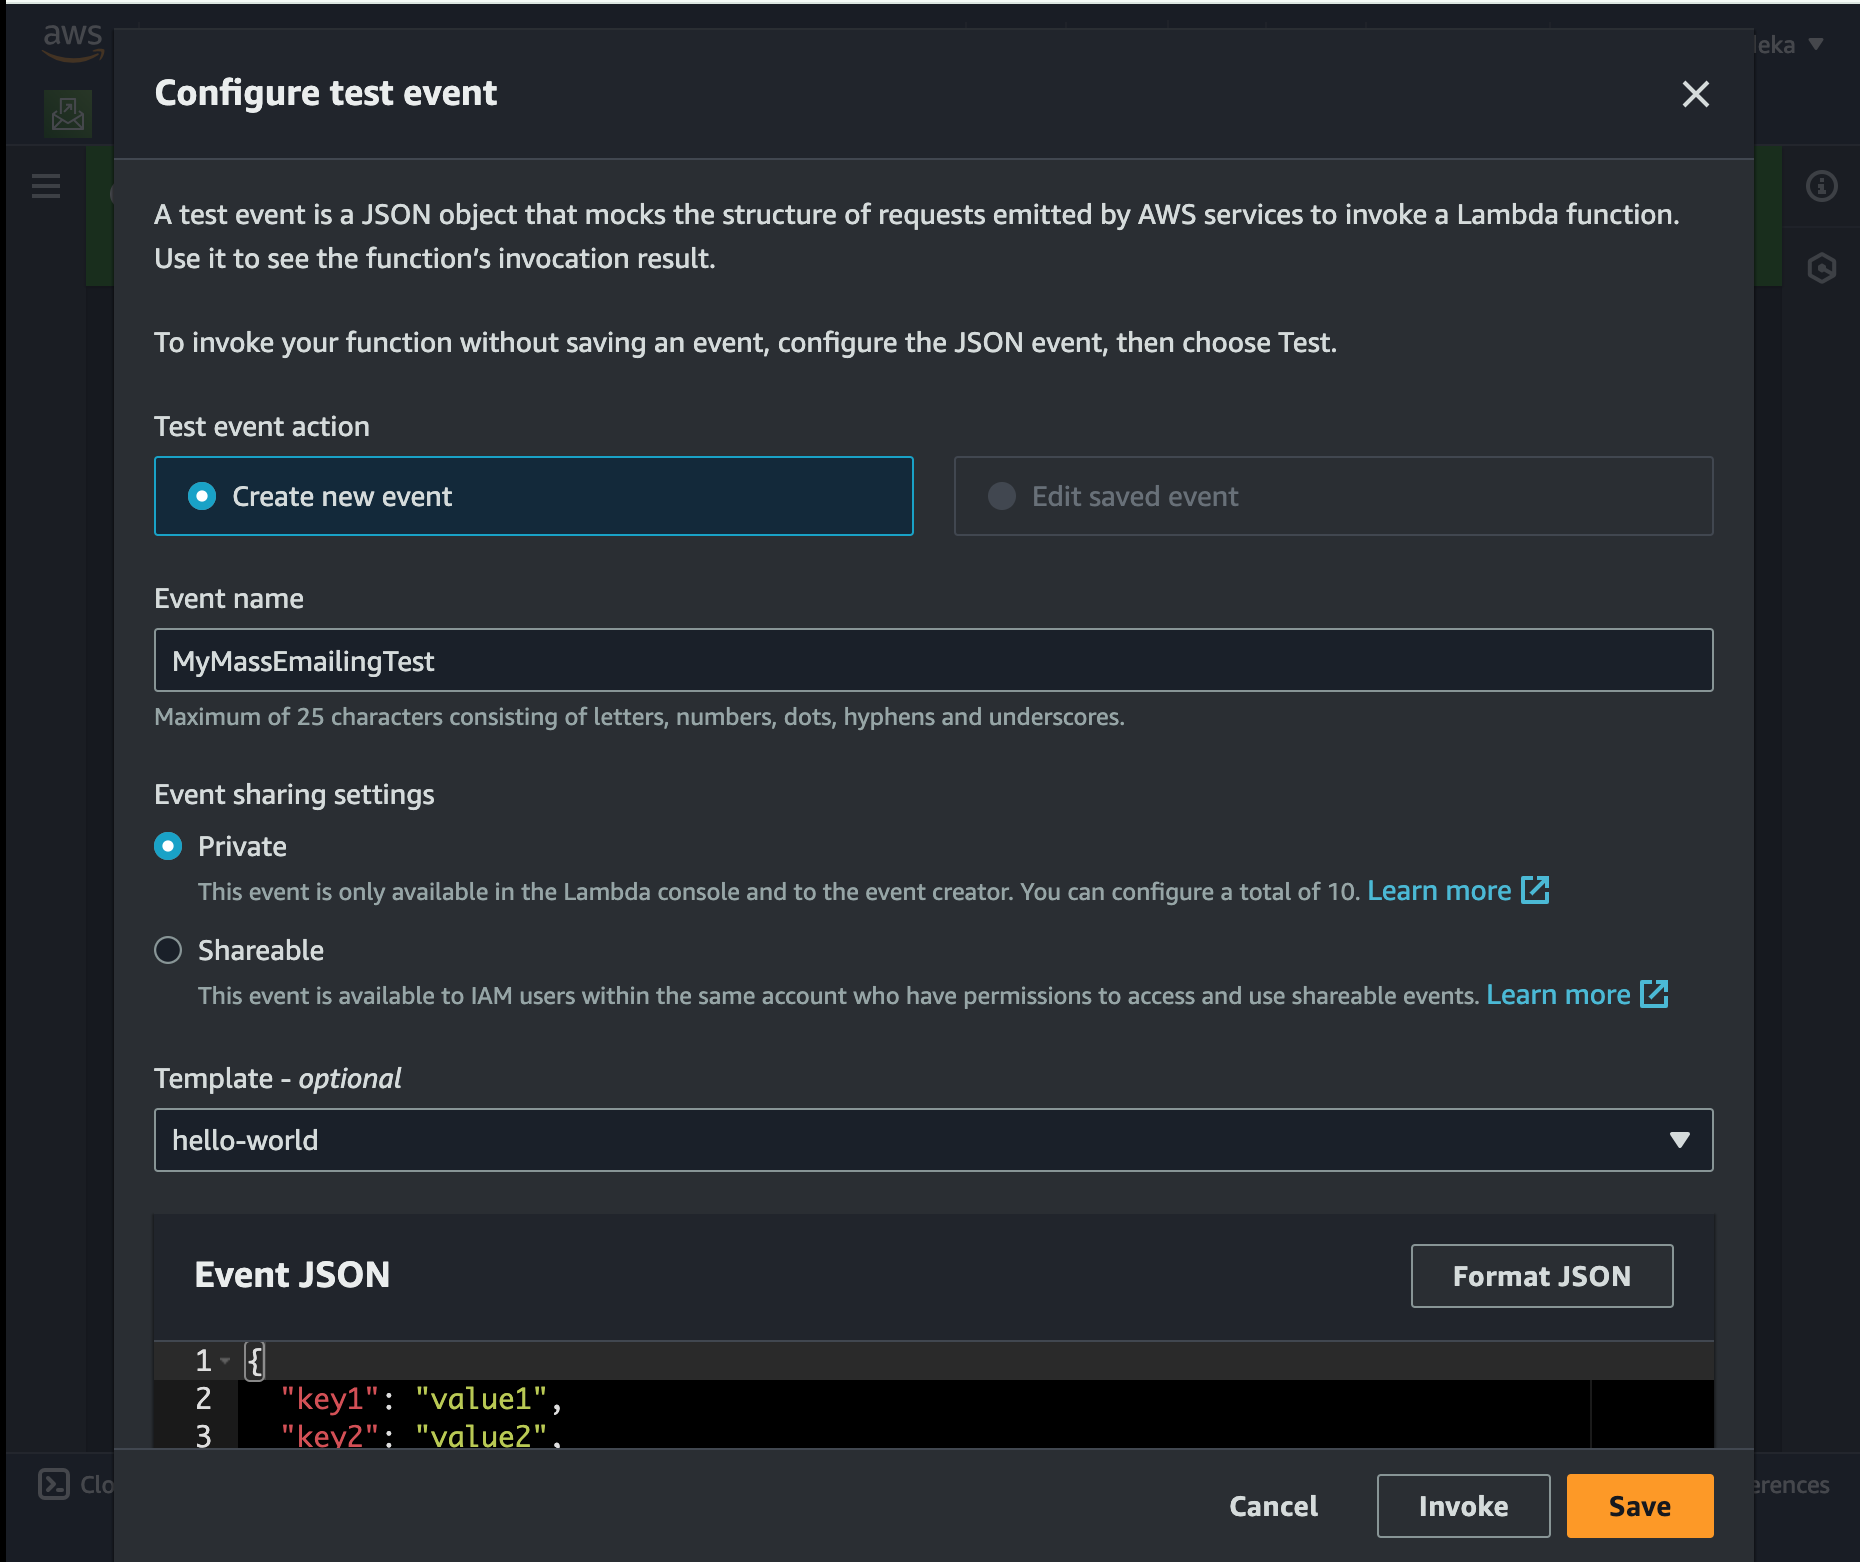 aws
eka
Configure test event
A test event is a JSON object that mocks the structure of requests emitted by AWS services to invoke a Lambda function.
Use it to see the function’s invocation result.
To invoke your function without saving an event, configure the JSON event, then choose Test.
Test event action
Create new event
Edit saved event
Event name
MyMassEmailingTest
Maximum of 25 characters consisting of letters, numbers, dots, hyphens and underscores.
Event sharing settings
Private
This event is only available in the Lambda console and to the event creator. You can configure a total of 10. Learn more
Shareable
This event is available to IAM users within the same account who have permissions to access and use shareable events. Learn more
Template - optional
hello-world
Event JSON
Format JSON
1 {
2 "key1": "value1",
3 "key2": "value2",
Clo
erences
Cancel
Invoke
Save